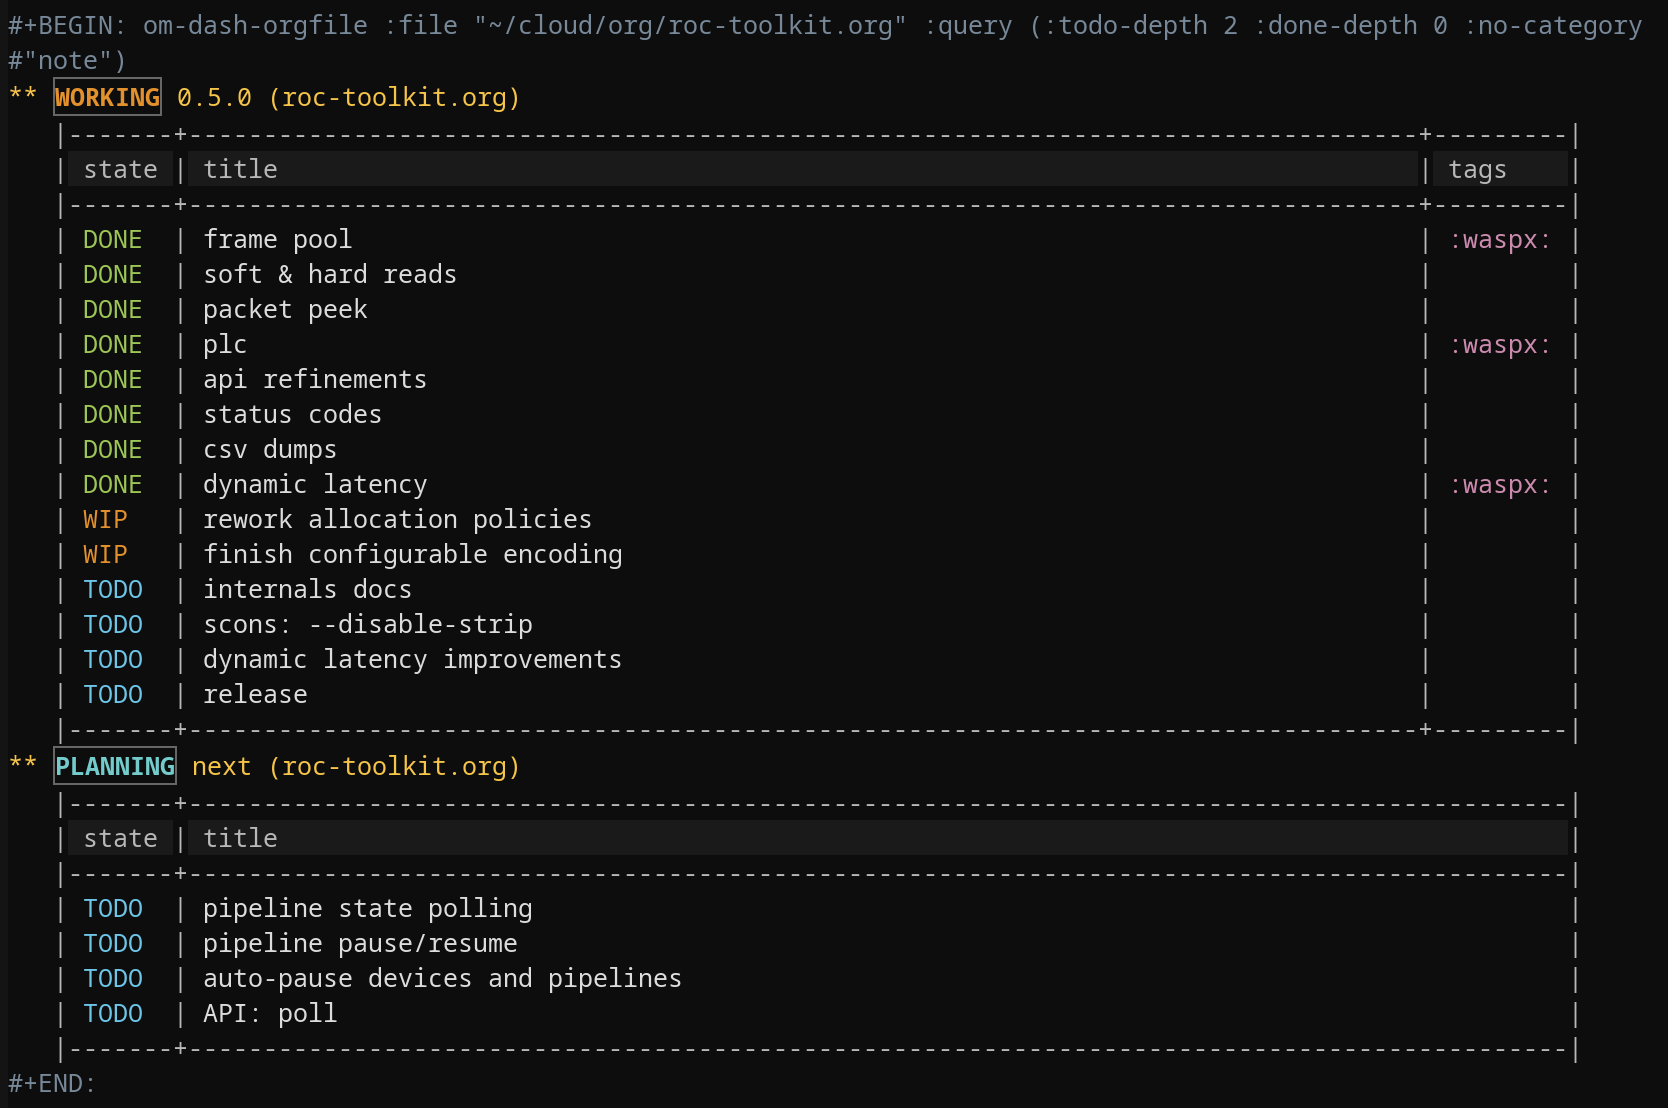 #+BEGIN: om-dash-orgfile :file "~/cloud/org/roc-toolkit.org" :query (:todo-depth 2 :done-depth 0 :no-category
#"note")
** WORKING 0.5.0 (roc-toolkit.org)
|-------+----------------------------------------------------------------------------------+---------|
| state | title | tags |
|-------+----------------------------------------------------------------------------------+---------|
| DONE | frame pool | :waspx: |
| DONE | soft & hard reads | |
| DONE | packet peek | |
| DONE | plc | :waspx: |
| DONE | api refinements | |
| DONE | status codes | |
| DONE | csv dumps | |
| DONE | dynamic latency | :waspx: |
| WIP | rework allocation policies | |
| WIP | finish configurable encoding | |
| TODO | internals docs | |
| TODO | scons: --disable-strip | |
| TODO | dynamic latency improvements | |
| TODO | release | |
|-------+----------------------------------------------------------------------------------+---------|
** PLANNING next (roc-toolkit.org)
|-------+--------------------------------------------------------------------------------------------|
| state | title |
|-------+--------------------------------------------------------------------------------------------|
| TODO | pipeline state polling |
| TODO | pipeline pause/resume |
| TODO | auto-pause devices and pipelines |
| TODO | API: poll |
|-------+--------------------------------------------------------------------------------------------|
#+END: